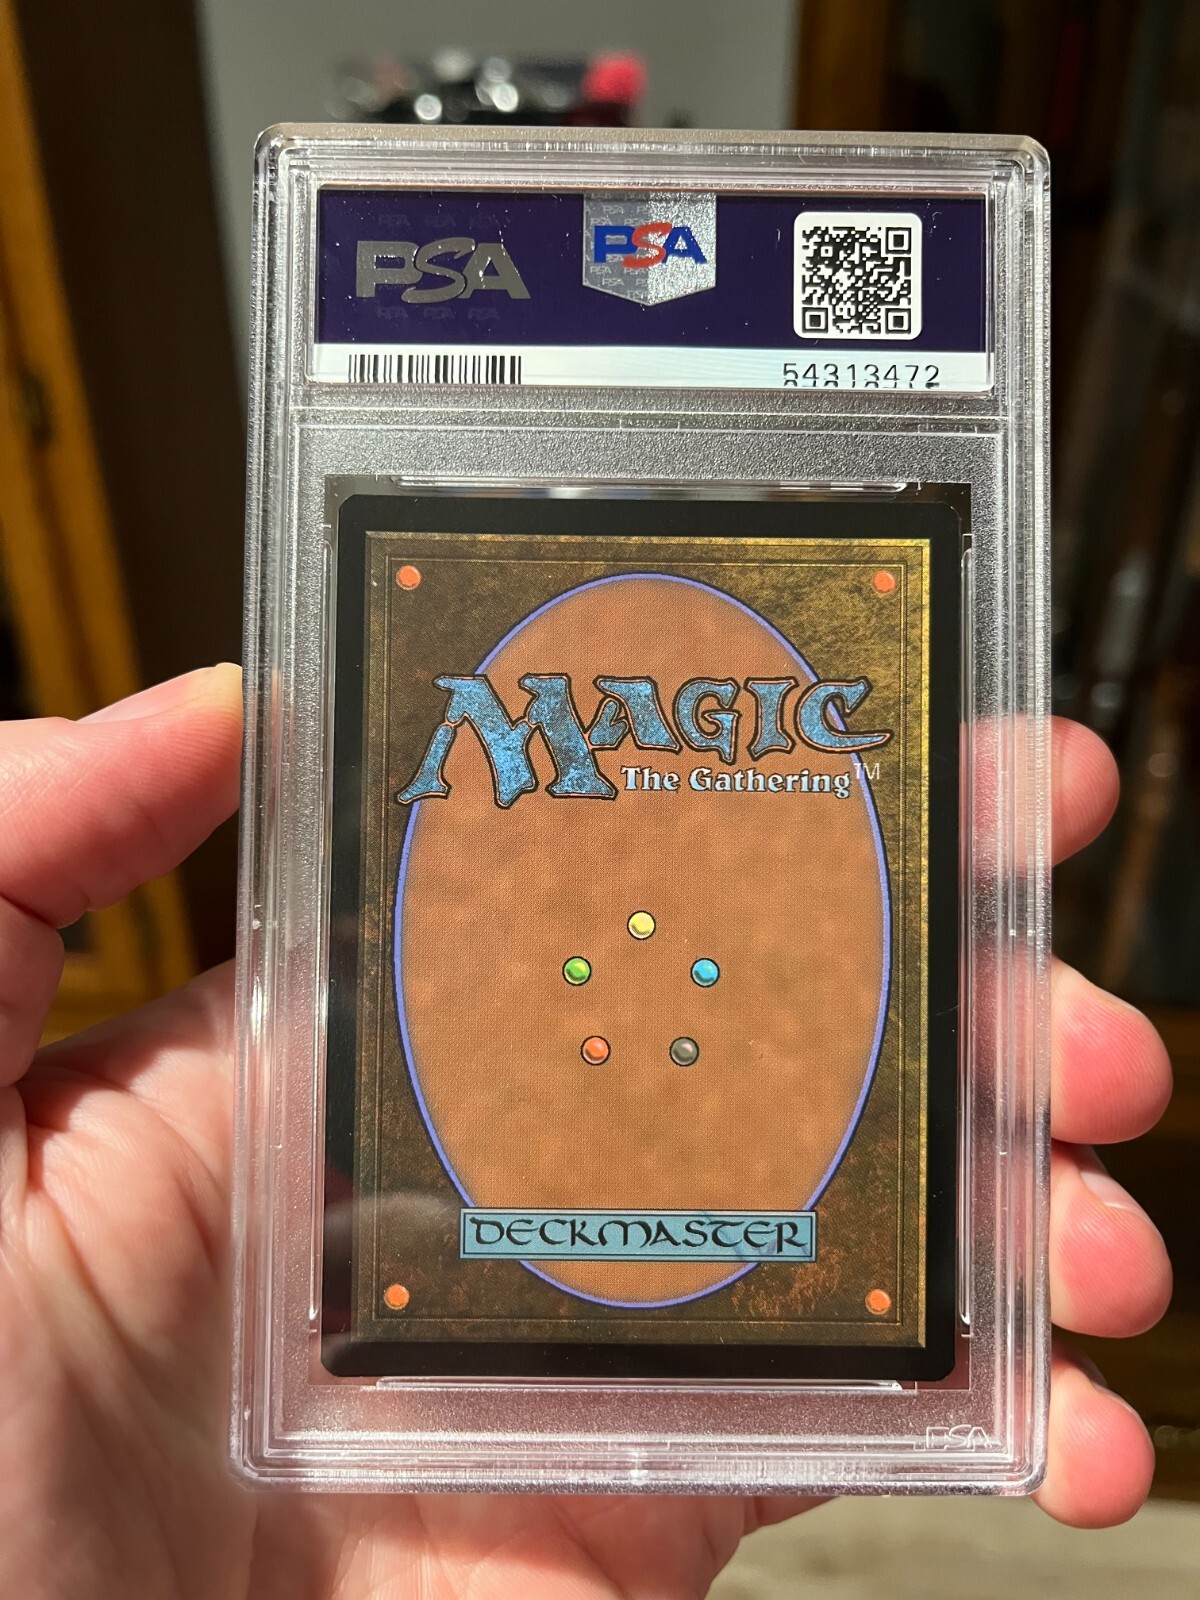 PSA
PSA
54313472
MAGIC
The Gathering™
DECKMASTER
PSA